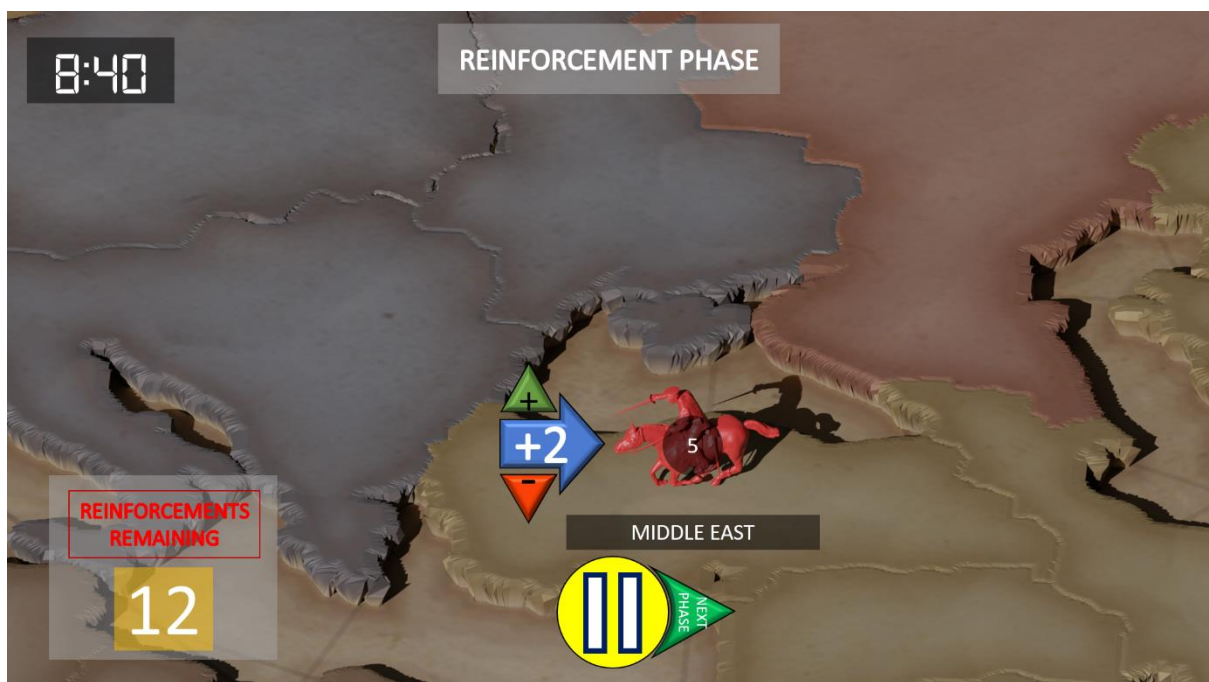 8:40
REINFORCEMENT PHASE
+
+2
-
5
MIDDLE EAST
REINFORCEMENTS
REMAINING
12
NEXT
PHASE